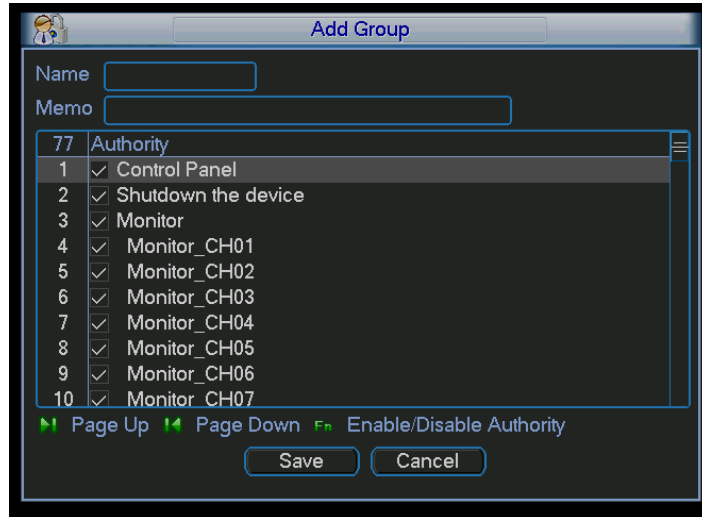 Add Group
Name
Memo
77 Authority
1 Control Panel
2 Shutdown the device
3 Monitor
4 Monitor_CH01
5 Monitor_CH02
6 Monitor_CH03
7 Monitor_CH04
8 Monitor_CH05
9 Monitor_CH06
10 Monitor_CH07
Page Up Page Down Fn Enable/Disable Authority
Save Cancel